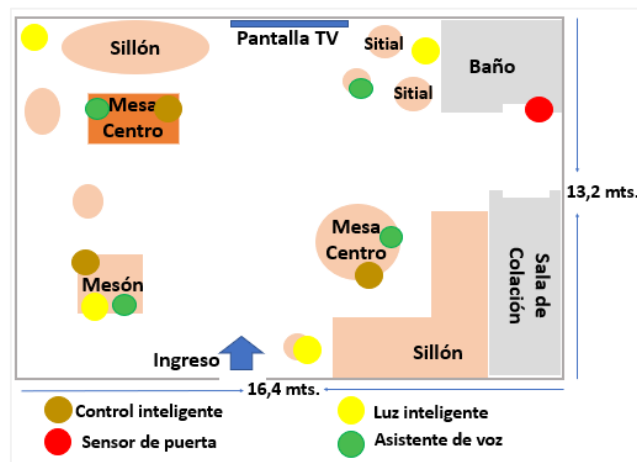 Sillón
Pantalla TV
Sitial
Baño
Sitial
Mesa
Centro
13,2 mts.
Mesa
Centro
Sala de
Colación
Mesón
Ingreso
Sillón
16,4 mts.
Control inteligente
Luz inteligente
Sensor de puerta
Asistente de voz